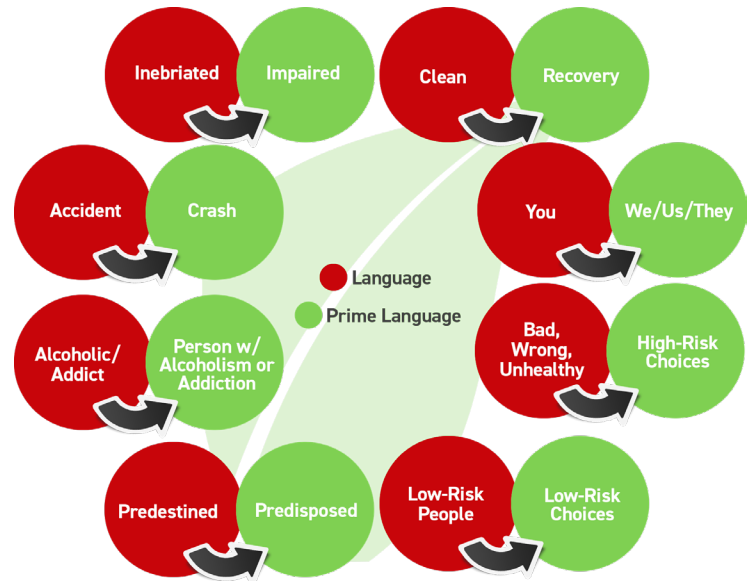 Inebriated
Impaired
Clean
Recovery
Accident
Crash
You
We/Us/They
Language
Prime Language
Alcoholic/
Addict
Person w/
Alcoholism or
Addiction
Bad,
Wrong,
Unhealthy
High-Risk
Choices
Predestined
Predisposed
Low-Risk
People
Low-Risk
Choices